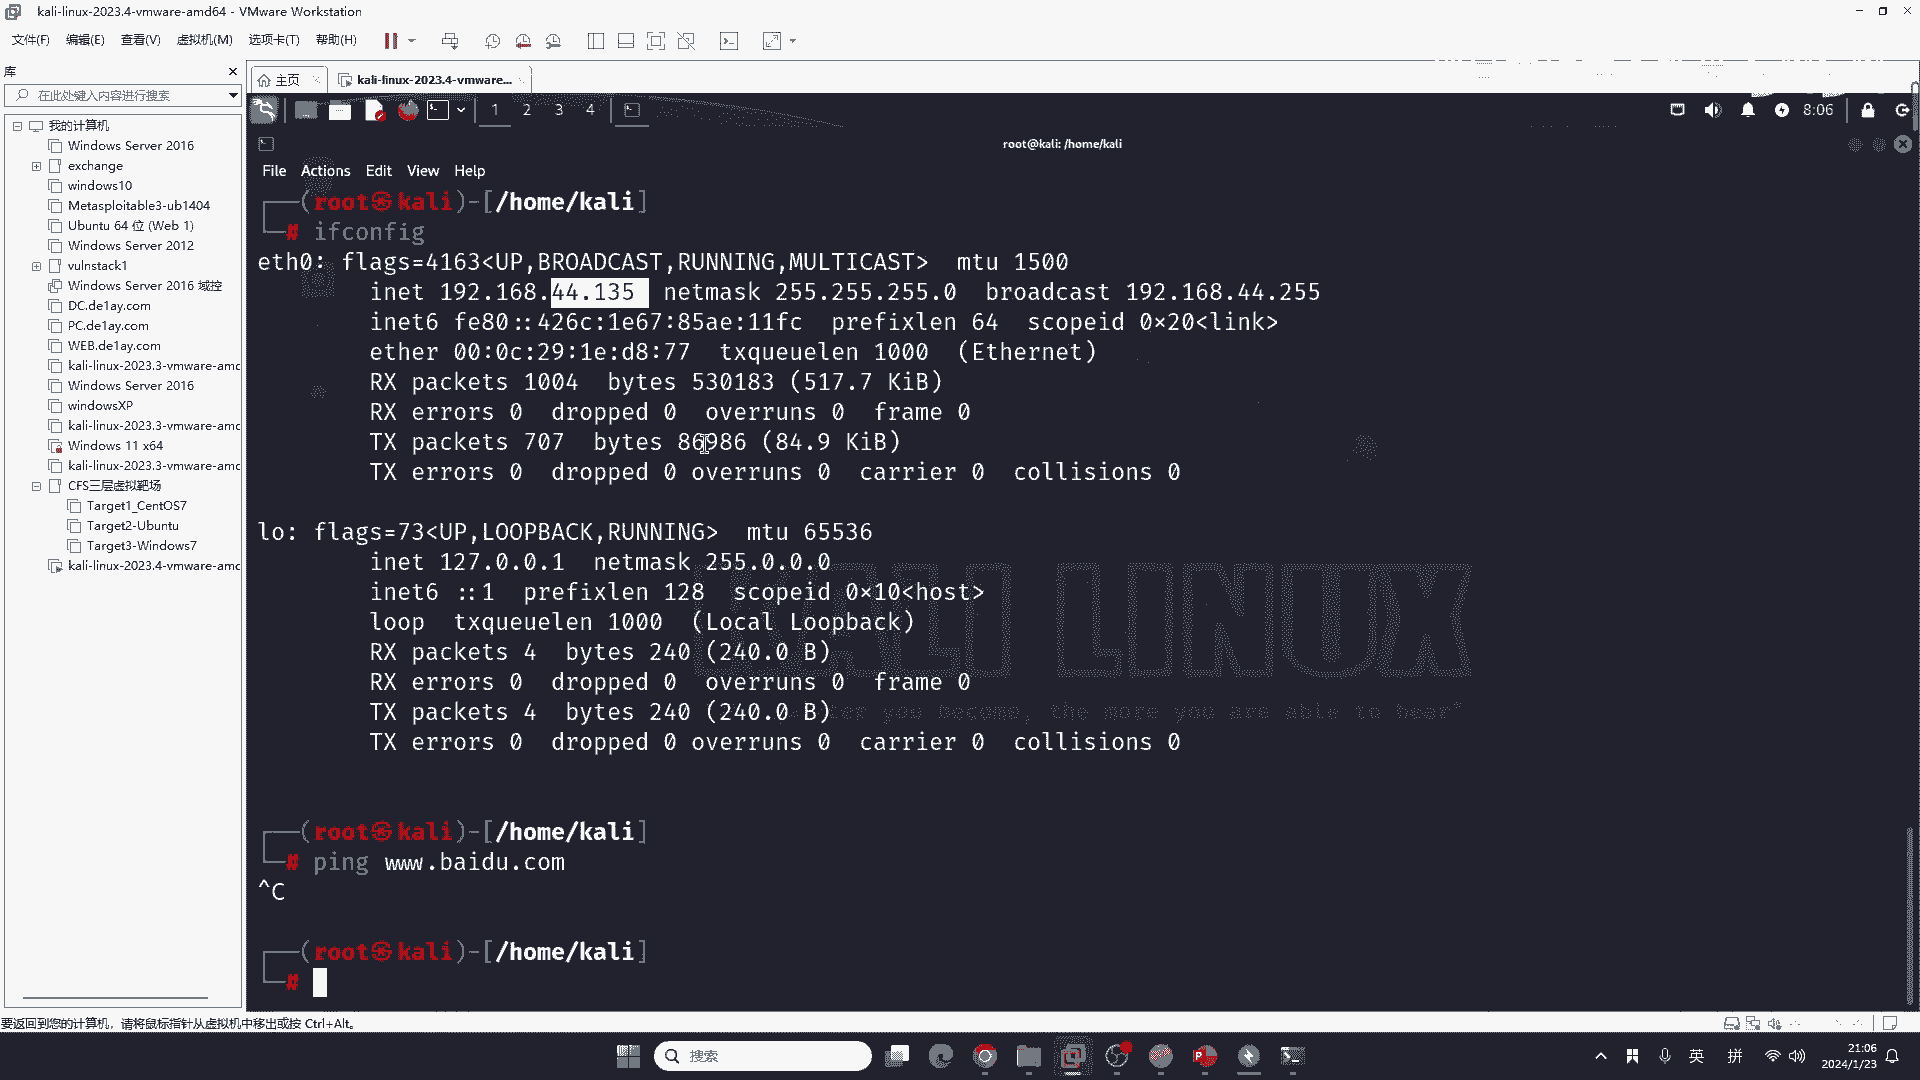 kali-linux-2023.4-vmware-amd64 - VMware Workstation
文件(F) 编辑(E) 查看(V) 虚拟机(M) 选项卡(T) 帮助(H)
库
在此处键入内容进行搜索
主页
kali-linux-2023.4-vmware...
我的计算机
Windows Server 2016
exchange
windows10
Metasploitable3-ub1404
Ubuntu 64 位 (Web 1)
Windows Server 2012
vulnstack1
Windows Server 2016 域控
DC.de1ay.com
PC.de1ay.com
WEB.de1ay.com
kali-linux-2023.3-vmware-amd
Windows Server 2016
windowsXP
kali-linux-2023.3-vmware-amd
Windows 11 x64
kali-linux-2023.3-vmware-amd
CFS三层虚拟靶场
Target1_CentOS7
Target2-Ubuntu
Target3-Windows7
kali-linux-2023.4-vmware-amd
1 2 3 4
8:06
root@kali: /home/kali
File Actions Edit View Help
┌──(root㉿kali)-[/home/kali]
└─# ifconfig
eth0: flags=4163<UP,BROADCAST,RUNNING,MULTICAST> mtu 1500
inet 192.168.44.135 netmask 255.255.255.0 broadcast 192.168.44.255
inet6 fe80::426c:1e67:85ae:11fc prefixlen 64 scopeid 0×20<link>
ether 00:0c:29:1e:d8:77 txqueuelen 1000 (Ethernet)
RX packets 1004 bytes 530183 (517.7 KiB)
RX errors 0 dropped 0 overruns 0 frame 0
TX packets 707 bytes 86986 (84.9 KiB)
TX errors 0 dropped 0 overruns 0 carrier 0 collisions 0
lo: flags=73<UP,LOOPBACK,RUNNING> mtu 65536
inet 127.0.0.1 netmask 255.0.0.0
inet6 ::1 prefixlen 128 scopeid 0×10<host>
loop txqueuelen 1000 (Local Loopback)
RX packets 4 bytes 240 (240.0 B)
RX errors 0 dropped 0 overruns 0 frame 0
TX packets 4 bytes 240 (240.0 B)
TX errors 0 dropped 0 overruns 0 carrier 0 collisions 0
KALI LINUX
you become, the more you are able to hear"
┌──(root㉿kali)-[/home/kali]
└─# ping www.baidu.com
^C
┌──(root㉿kali)-[/home/kali]
└─#
要返回到您的计算机，请将鼠标指针从虚拟机中移出或按 Ctrl+Alt。
搜索
英
拼
21:06
2024/1/23